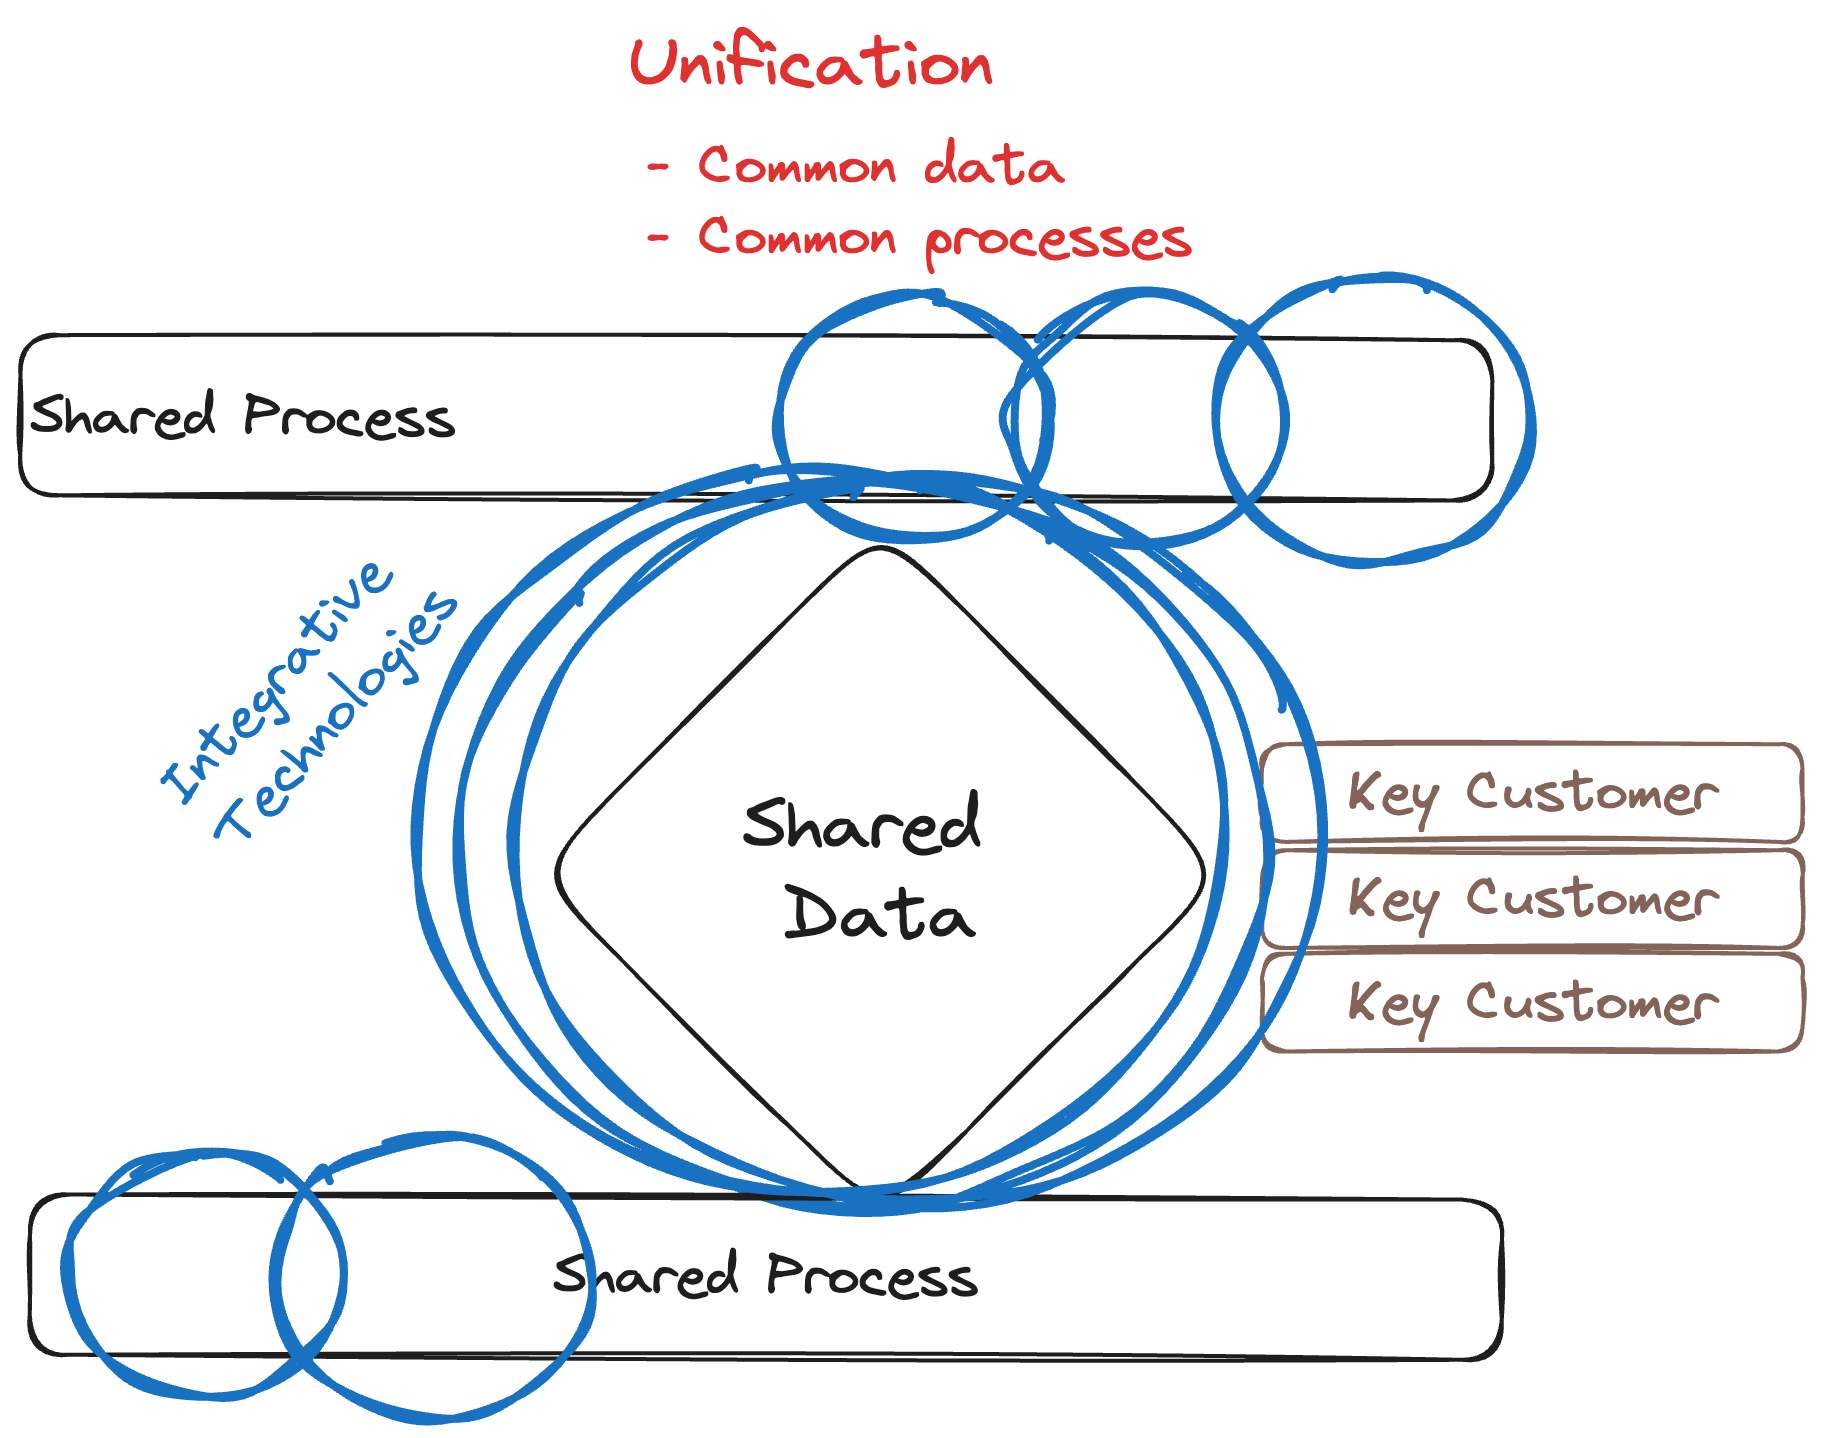 Unification
- Common data
- Common processes
Shared Process
Integrative
Technologies
Shared
Data
Key Customer
Key Customer
Key Customer
Shared Process